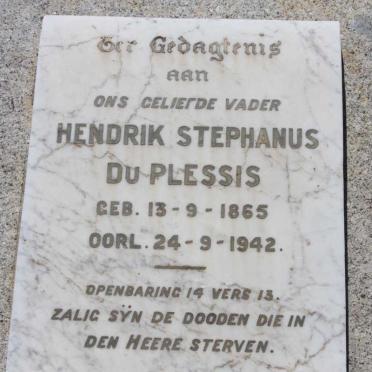 Ter Gedagtenis
aan
ONS GELIEFDE VADER
HENDRIK STEPHANUS
DU PLESSIS
GEB. 13-9-1865
OORL. 24-9-1942.
OPENBARING 14 VERS 13.
ZALIG SŸN DE DOODEN DIE IN
DEN HEERE STERVEN.